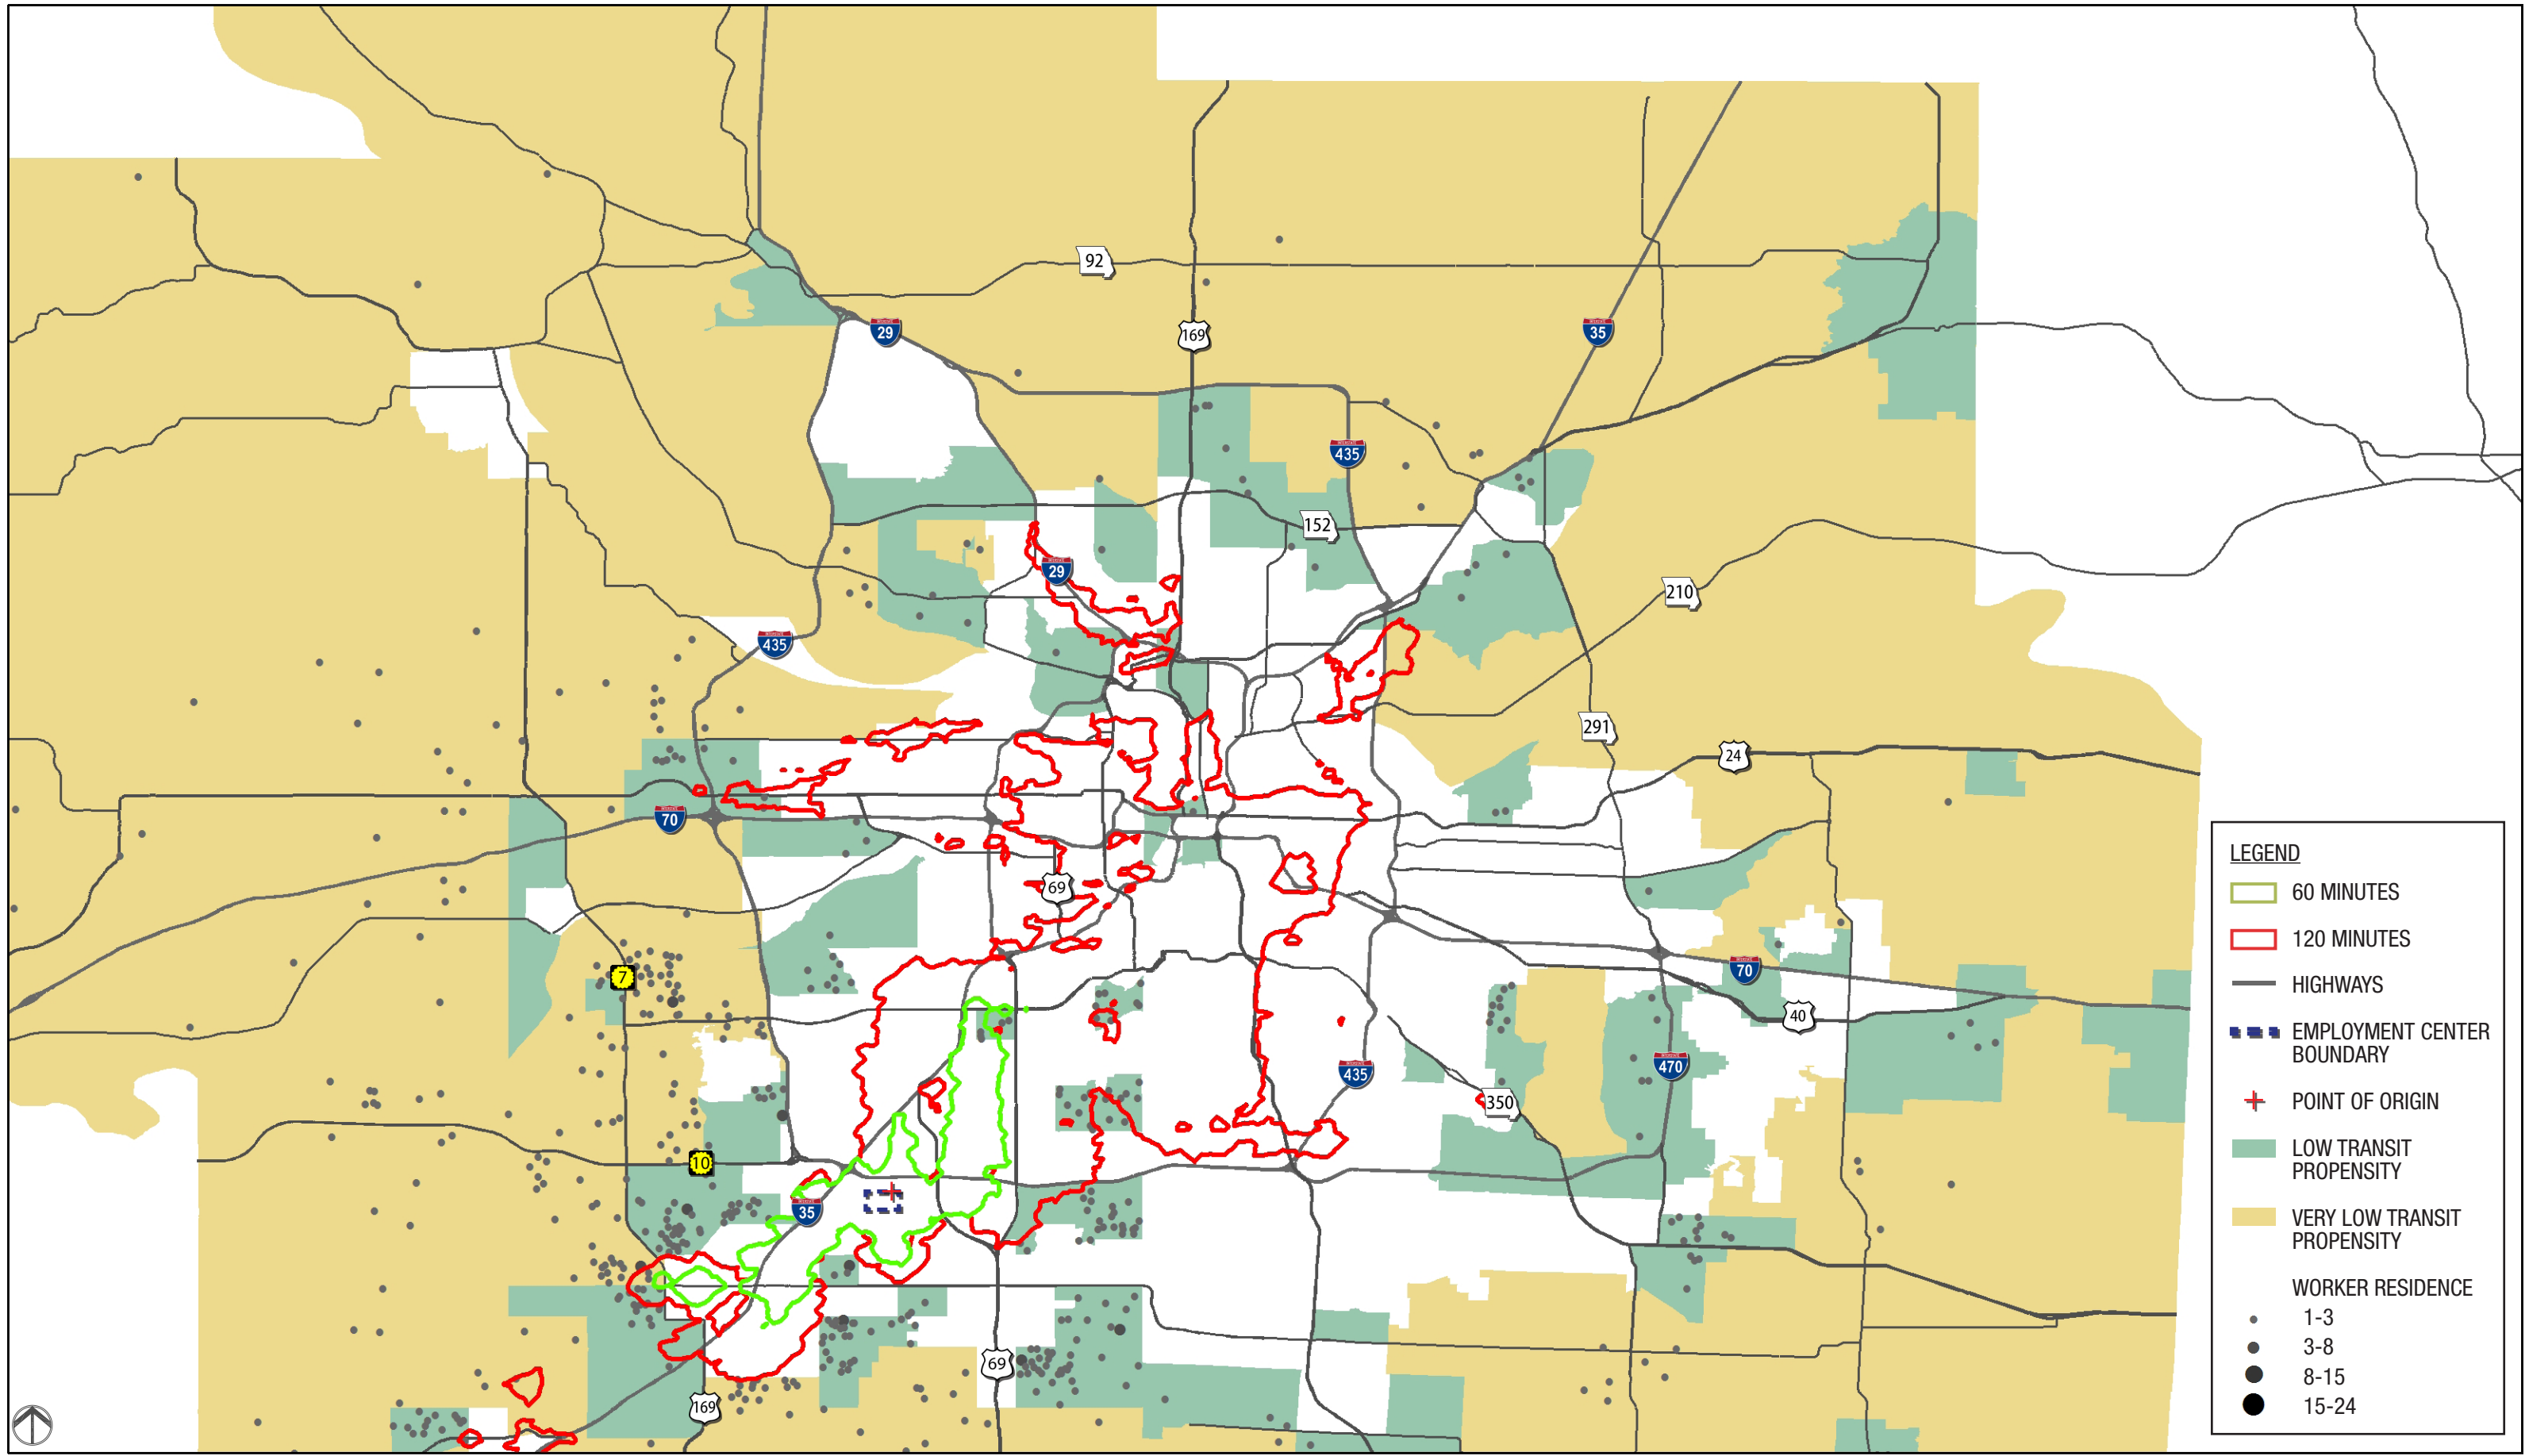 92
29
169
35
435
152
29
210
435
291
24
70
69
7
70
40
435
470
350
10
35
69
169
LEGEND
60 MINUTES
120 MINUTES
HIGHWAYS
EMPLOYMENT CENTER
BOUNDARY
POINT OF ORIGIN
LOW TRANSIT
PROPENSITY
VERY LOW TRANSIT
PROPENSITY
WORKER RESIDENCE
1-3
3-8
8-15
15-24